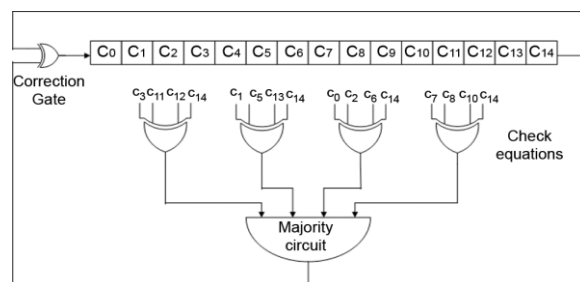 C0 C1 C2 C3 C4 C5 C6 C7 C8 C9 C10 C11 C12 C13 C14
Correction
Gate
c3 c11 c12 c14 c1 c5 c13 c14 c0 c2 c6 c14 c7 c8 c10 c14
Check
equations
Majority
circuit